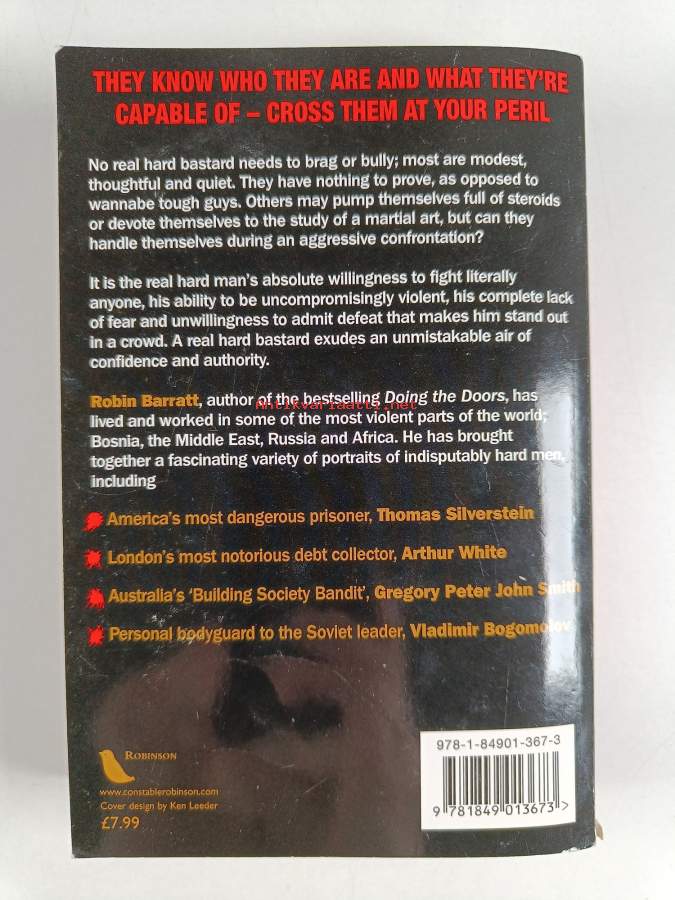 THEY KNOW WHO THEY ARE AND WHAT THEY'RE
CAPABLE OF – CROSS THEM AT YOUR PERIL
No real hard bastard needs to brag or bully; most are modest,
thoughtful and quiet. They have nothing to prove, as opposed to
wannabe tough guys. Others may pump themselves full of steroids
or devote themselves to the study of a martial art, but can they
handle themselves during an aggressive confrontation?
It is the real hard man's absolute willingness to fight literally
anyone, his ability to be uncompromisingly violent, his complete lack
of fear and unwillingness to admit defeat that makes him stand out
in a crowd. A real hard bastard exudes an unmistakable air of
confidence and authority.
Robin Barratt, author of the bestselling Doing the Doors, has
Antikvariaatti.net
lived and worked in some of the most violent parts of the world;
Bosnia, the Middle East, Russia and Africa. He has brought
together a fascinating variety of portraits of indisputably hard men,
including
America's most dangerous prisoner, Thomas Silverstein
London's most notorious debt collector, Arthur White
Australia's 'Building Society Bandit', Gregory Peter John Smith
Personal bodyguard to the Soviet leader, Vladimir Bogomolov
ROBINSON
www.constablerobinson.com
Cover design by Ken Leeder
£7.99
978-1-84901-367-3
9 781849 013673 >